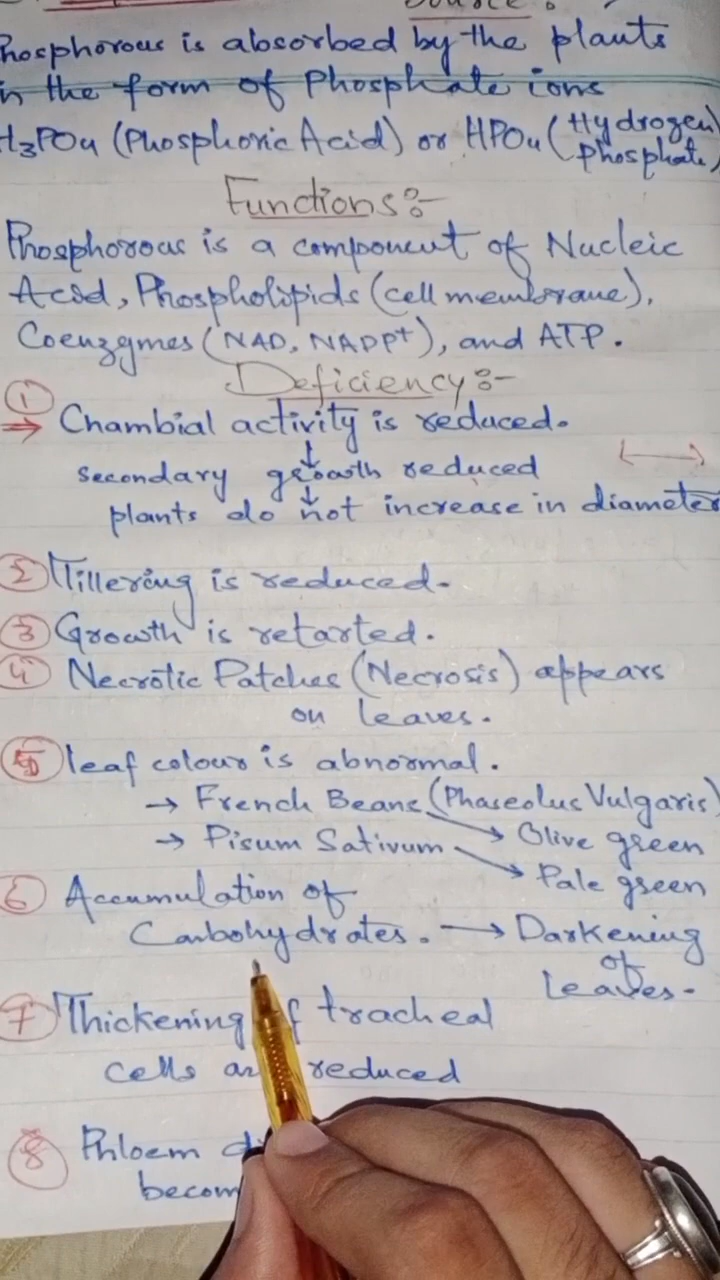 Source:
Phosphorous is absorbed by the plants
in the form of Phosphate ions
H3PO4 (Phosphoric Acid) or HPO4 (Hydrogen
Phosphate)
Functions:-
Phosphorous is a component of Nucleic
Acid, Phospholipids (cell membrane),
Coenzymes (NAD, NADP+), and ATP.
Deficiency:-
① ⇒ Chambial activity is reduced.
↓
secondary growth reduced
↓
plants do not increase in diameter
② Tillering is reduced.
③ Growth is retarted.
④ Necrotic Patches (Necrosis) appears
on leaves.
⑤ leaf colour is abnormal.
→ French Beans (Phaseolus Vulgaris)
→ Pisum Sativum → Olive green
→ Pale green
⑥ Accumulation of
Carbohydrates. → Darkening
of
Leaves.
⑦ Thickening of tracheal
cells are reduced
⑧ Phloem